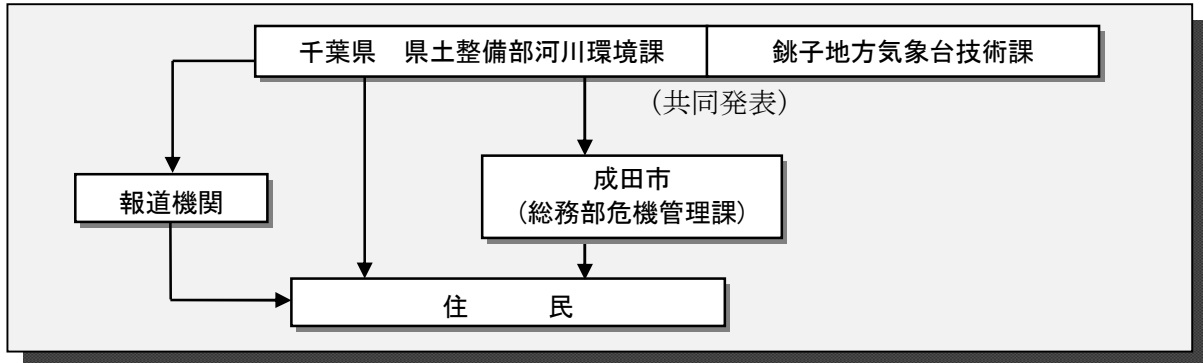 千葉県　県土整備部河川環境課
銚子地方気象台技術課
（共同発表）
報道機関
成田市
（総務部危機管理課）
住　　　民